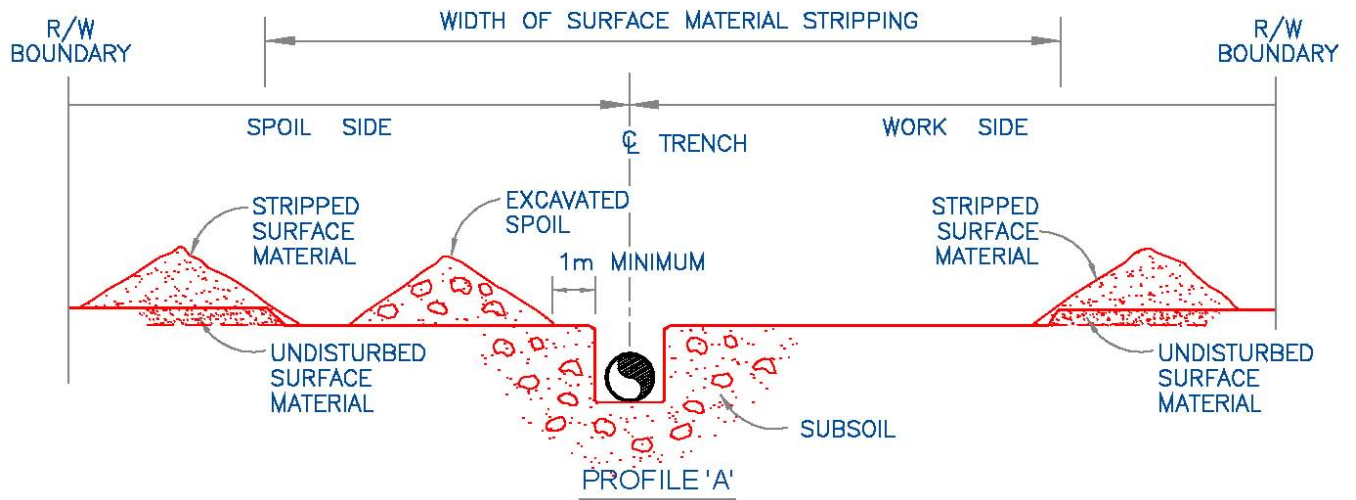 WIDTH OF SURFACE MATERIAL STRIPPING
R/W
BOUNDARY
R/W
BOUNDARY
SPOIL SIDE
WORK SIDE
℄ TRENCH
STRIPPED
SURFACE
MATERIAL
EXCAVATED
SPOIL
STRIPPED
SURFACE
MATERIAL
1m MINIMUM
UNDISTURBED
SURFACE
MATERIAL
UNDISTURBED
SURFACE
MATERIAL
SUBSOIL
PROFILE 'A'